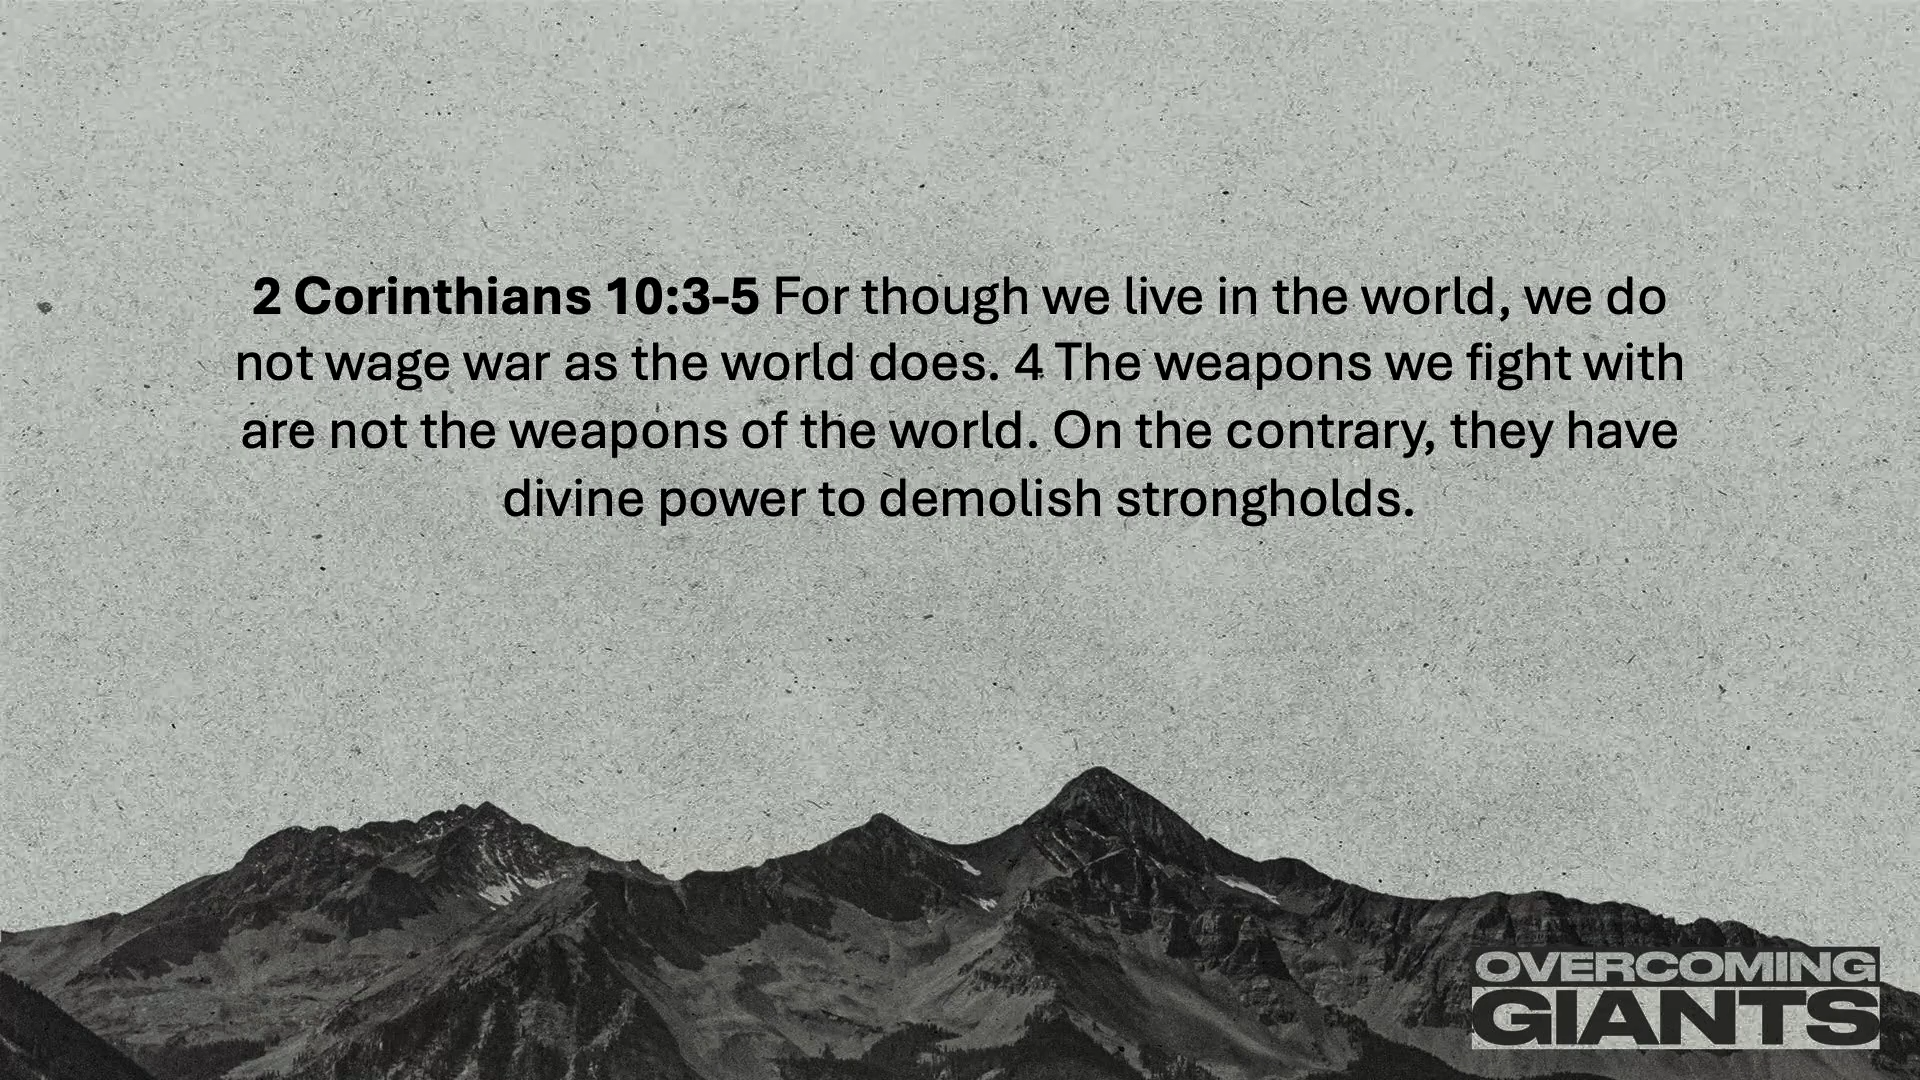 2 Corinthians 10:3-5 For though we live in the world, we do
not wage war as the world does. 4 The weapons we fight with
are not the weapons of the world. On the contrary, they have
divine power to demolish strongholds.
OVERCOMING
GIANTS